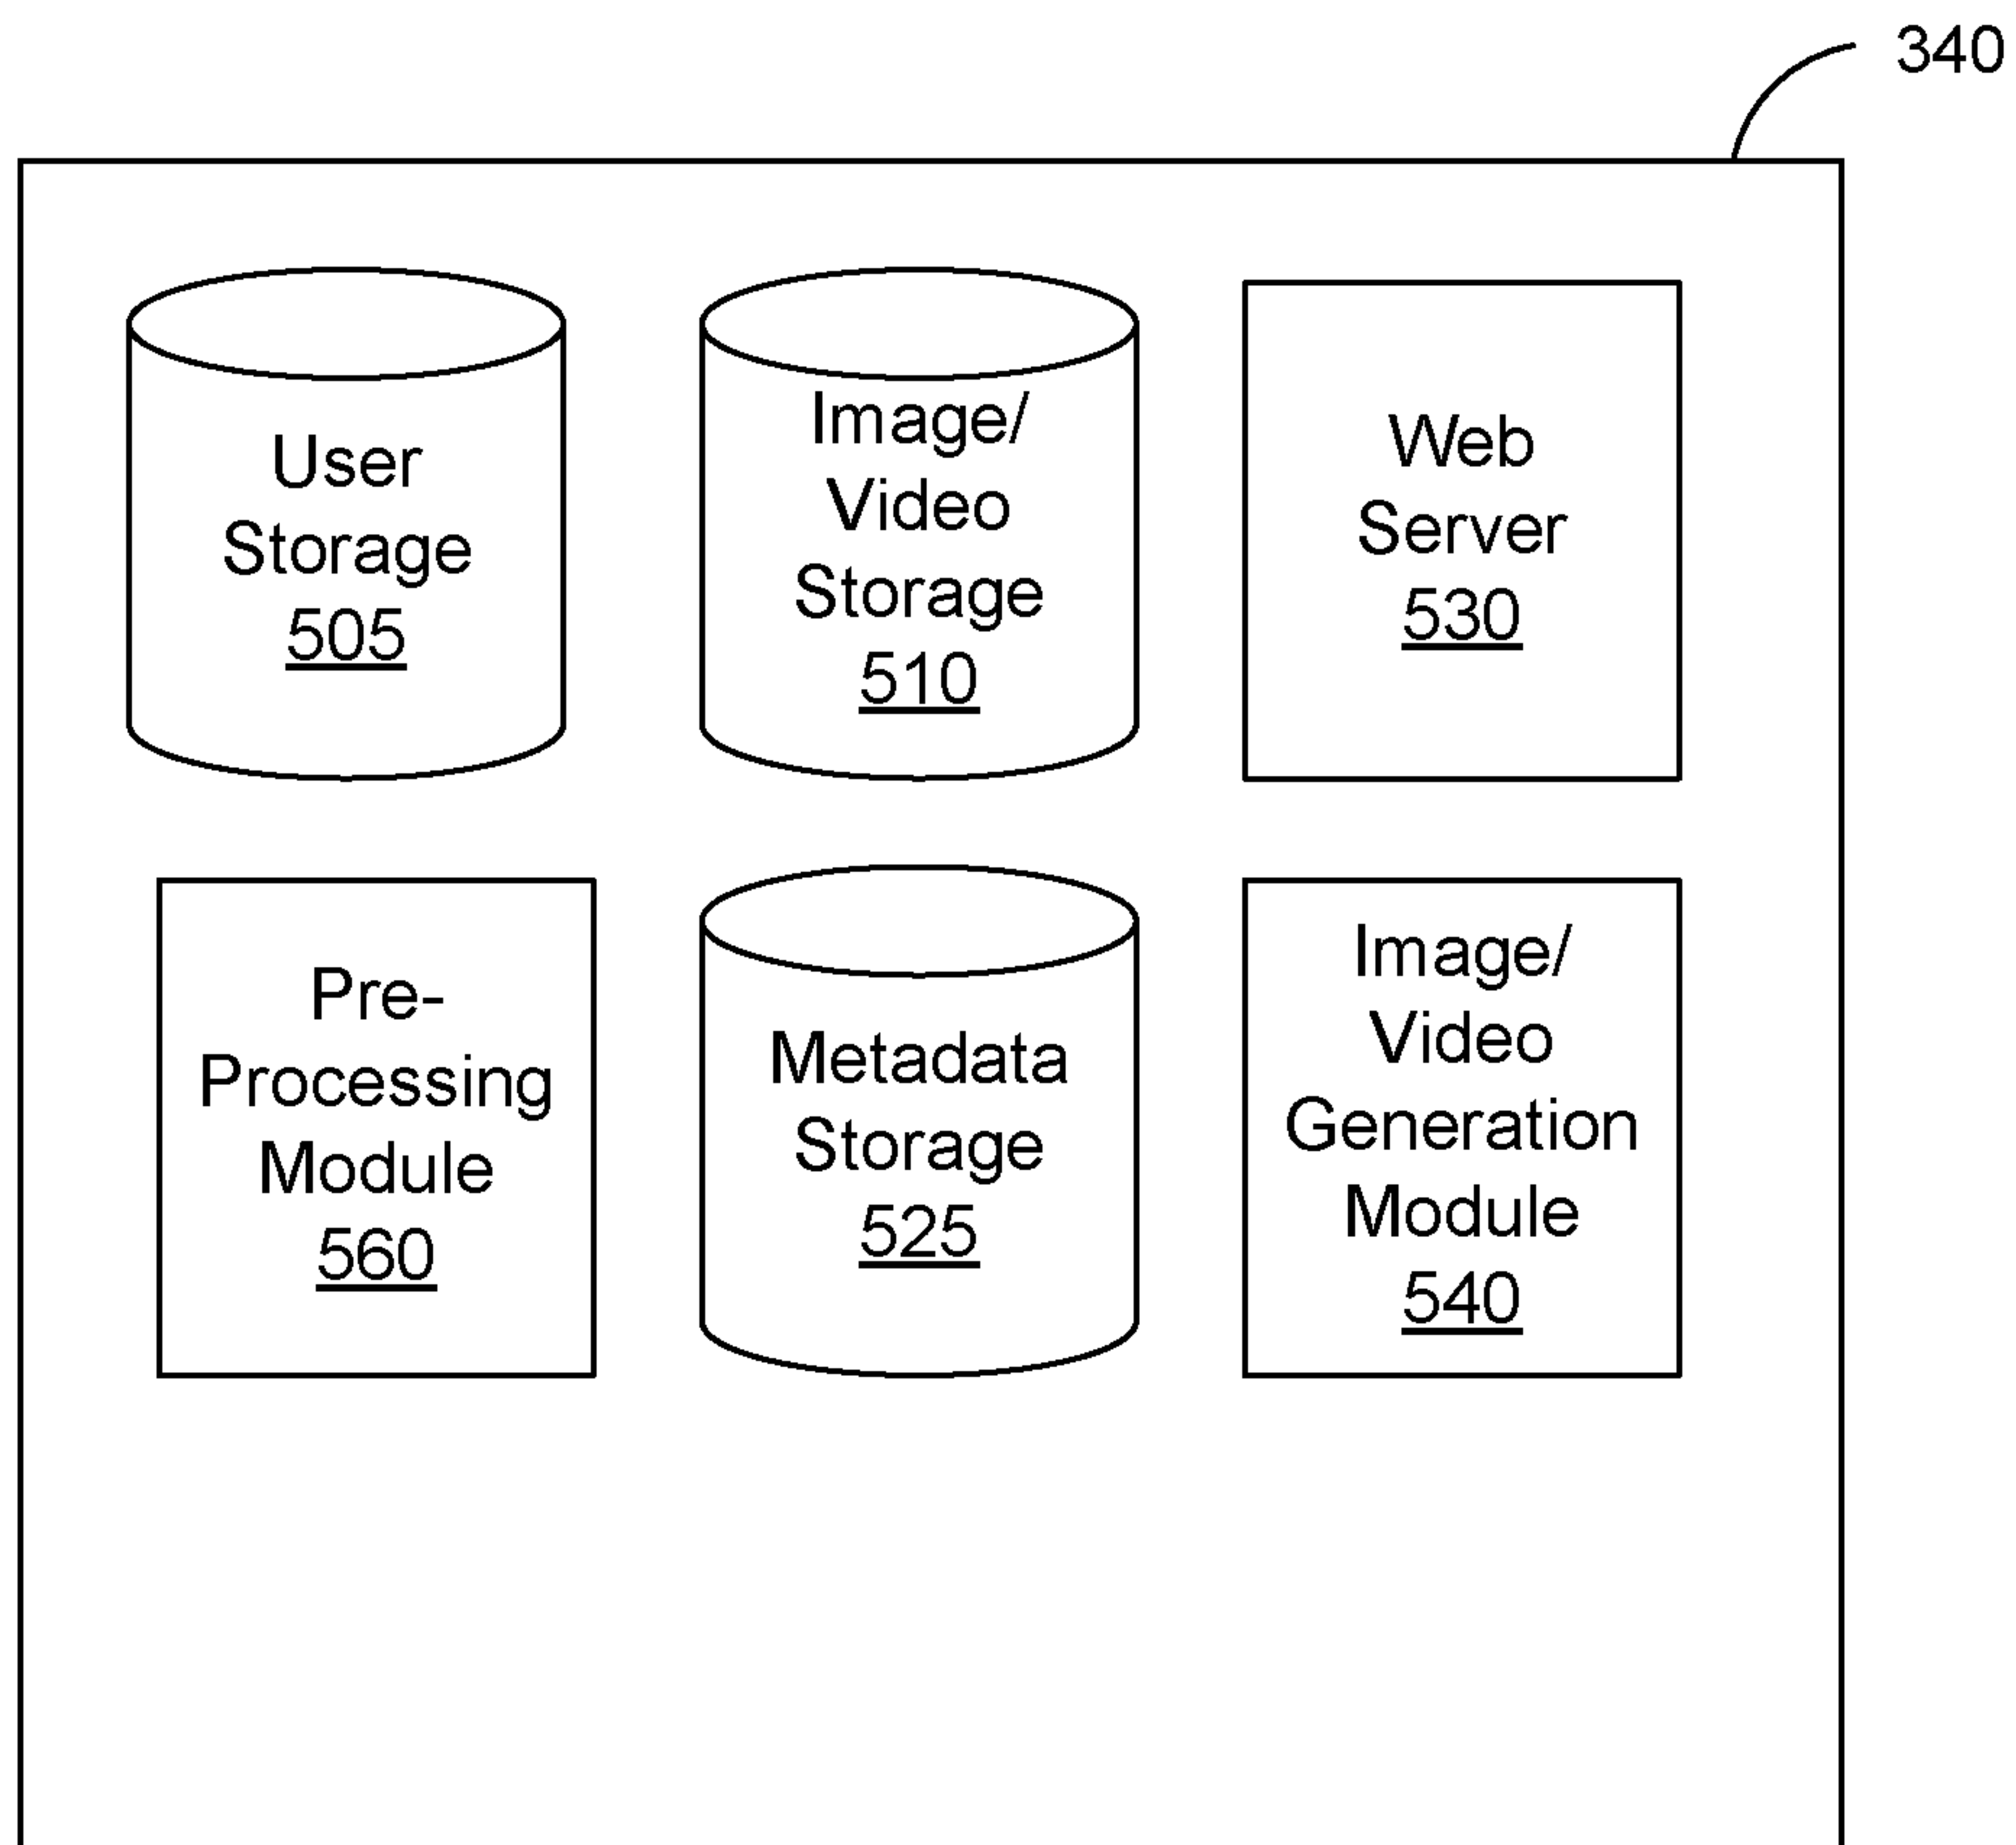 340
User
Storage
505
Image/
Video
Storage
510
Web
Server
530
Pre-
Processing
Module
560
Metadata
Storage
525
Image/
Video
Generation
Module
540